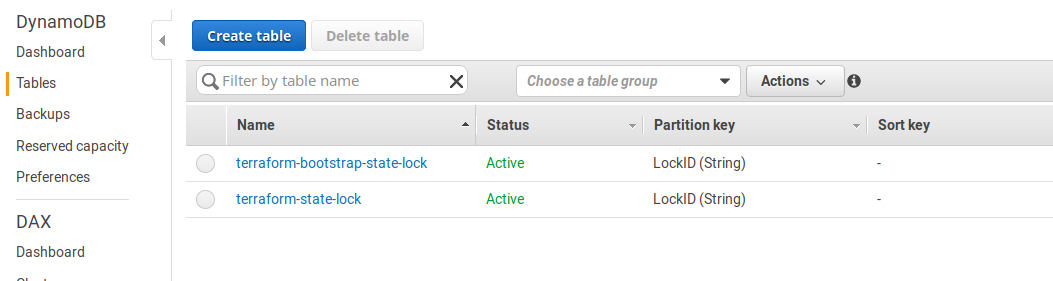 DynamoDB
Dashboard
Tables
Backups
Reserved capacity
Preferences
DAX
Dashboard
Create table Delete table
Filter by table name Choose a table group Actions
Name Status Partition key Sort key
terraform-bootstrap-state-lock Active LockID (String) -
terraform-state-lock Active LockID (String) -